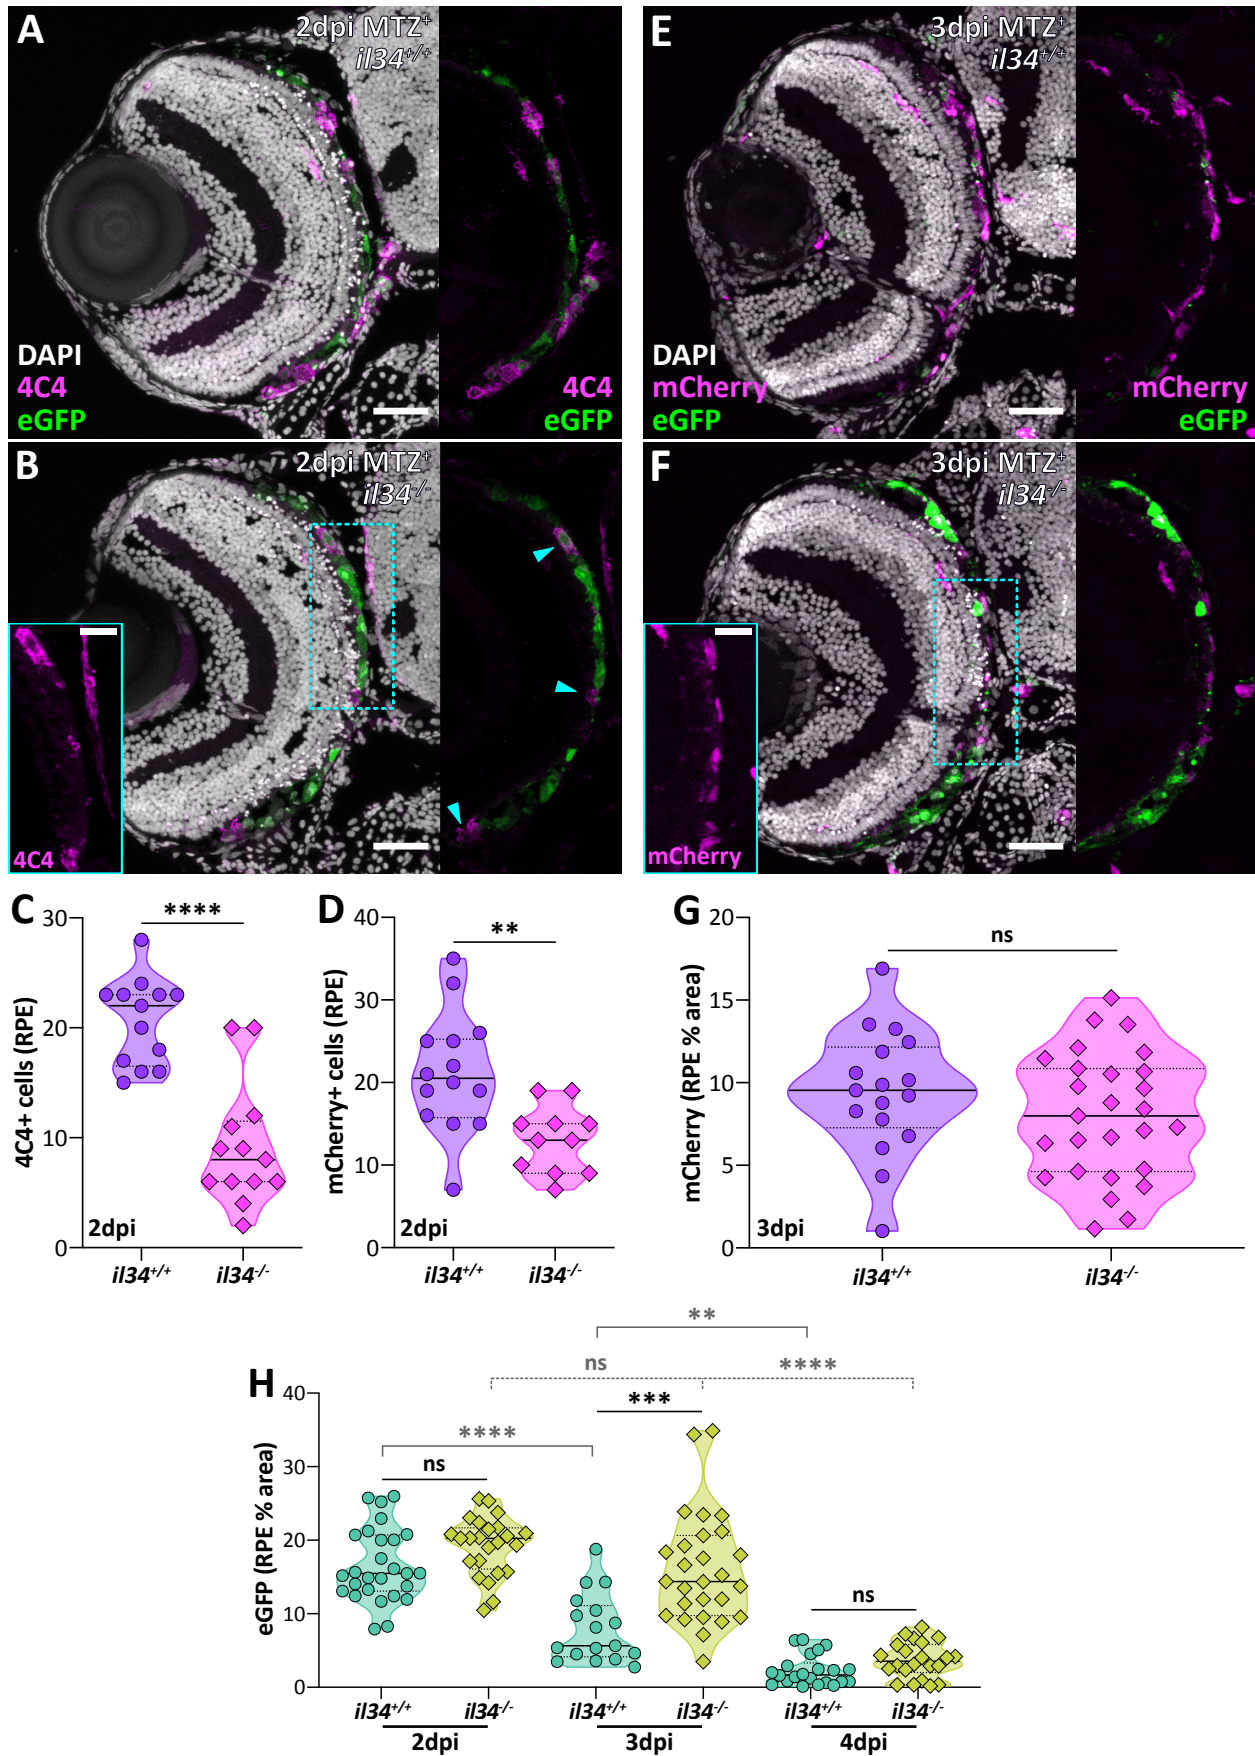 A
2dpi MTZ+
il34+/+
DAPI
4C4
eGFP
4C4
eGFP
E
3dpi MTZ+
il34+/+
DAPI
mCherry
eGFP
mCherry
eGFP
B
2dpi MTZ+
il34-/-
4C4
F
3dpi MTZ+
il34-/-
mCherry
C
4C4+ cells (RPE)
30
20
10
0
****
2dpi
il34+/+
il34-/-
D
mCherry+ cells (RPE)
40
30
20
10
0
**
2dpi
il34+/+
il34-/-
G
mCherry (RPE % area)
20
15
10
5
0
ns
3dpi
il34+/+
il34-/-
H
eGFP (RPE % area)
40
30
20
10
0
**
ns
****
***
****
ns
ns
il34+/+
il34-/-
il34+/+
il34-/-
il34+/+
il34-/-
2dpi
3dpi
4dpi